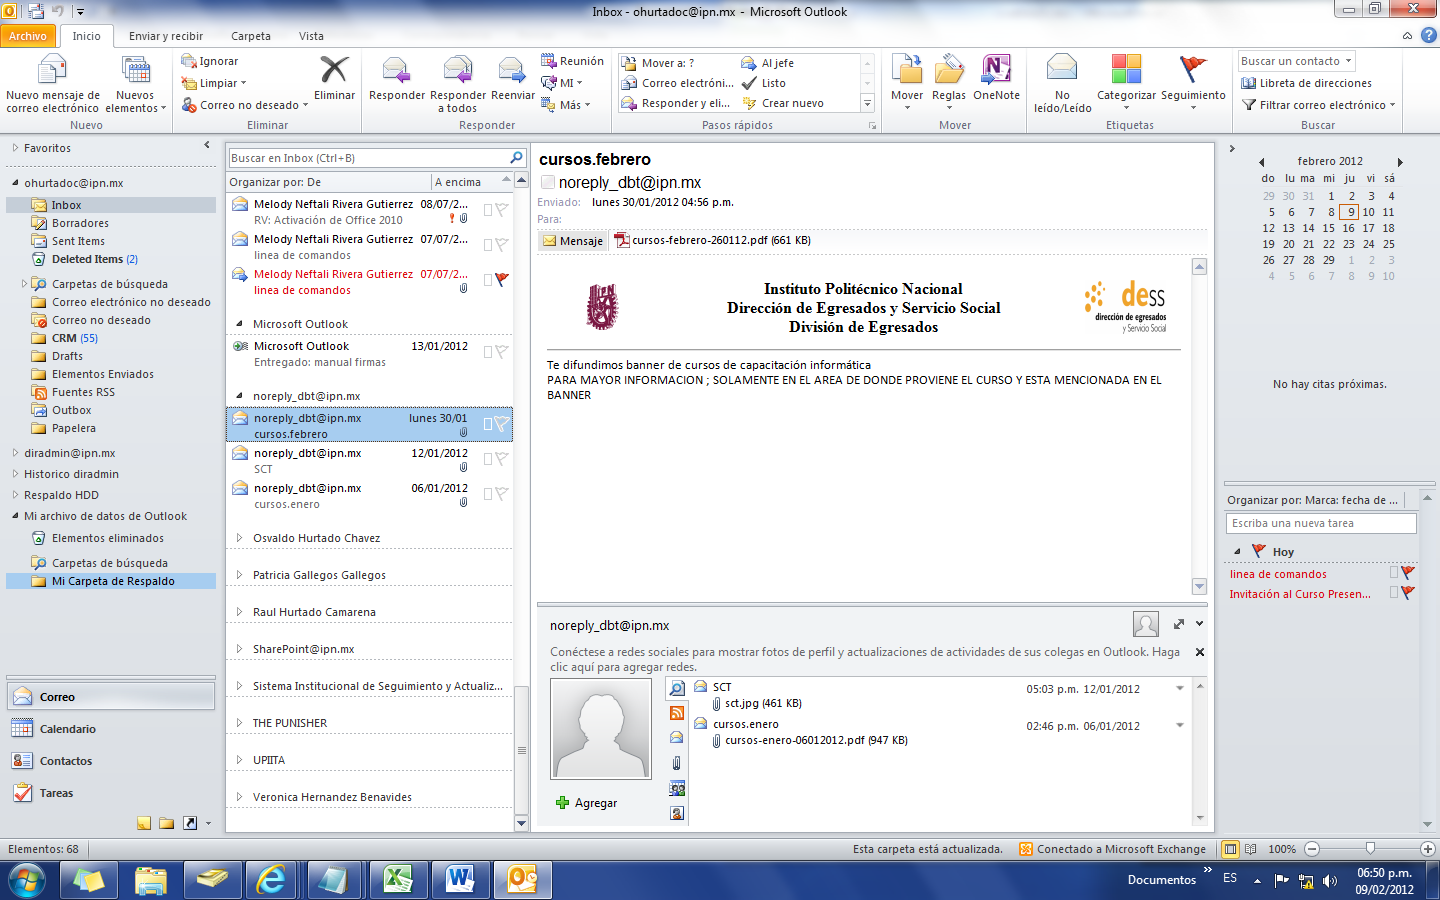 Inbox - ohurtadoc@ipn.mx - Microsoft Outlook
Archivo Inicio Enviar y recibir Carpeta Vista
Nuevo mensaje de correo electrónico
Nuevos elementos
Nuevo
Ignorar
Limpiar
Correo no deseado
Eliminar
Eliminar
Responder
Responder a todos
Reenviar
Reunión
MI
Más
Responder
Mover a: ?
Correo electróni...
Responder y eli...
Al jefe
Listo
Crear nuevo
Pasos rápidos
Mover
Reglas
OneNote
Mover
No leído/Leído
Categorizar
Seguimiento
Etiquetas
Buscar un contacto
Libreta de direcciones
Filtrar correo electrónico
Buscar
Favoritos
ohurtadoc@ipn.mx
Inbox
Borradores
Sent Items
Deleted Items (2)
Carpetas de búsqueda
Correo electrónico no deseado
Correo no deseado
CRM (55)
Drafts
Elementos Enviados
Fuentes RSS
Outbox
Papelera
diradmin@ipn.mx
Historico diradmin
Respaldo HDD
Mi archivo de datos de Outlook
Elementos eliminados
Carpetas de búsqueda
Mi Carpeta de Respaldo
Correo
Calendario
Contactos
Tareas
Buscar en Inbox (Ctrl+B)
Organizar por: De A encima
Melody Neftali Rivera Gutierrez 08/07/2...
RV: Activación de Office 2010
Melody Neftali Rivera Gutierrez 07/07/2...
linea de comandos
Melody Neftali Rivera Gutierrez 07/07/2...
linea de comandos
Microsoft Outlook
Microsoft Outlook 13/01/2012
Entregado: manual firmas
noreply_dbt@ipn.mx
noreply_dbt@ipn.mx lunes 30/01
cursos.febrero
noreply_dbt@ipn.mx 12/01/2012
SCT
noreply_dbt@ipn.mx 06/01/2012
cursos.enero
Osvaldo Hurtado Chavez
Patricia Gallegos Gallegos
Raul Hurtado Camarena
SharePoint@ipn.mx
Sistema Institucional de Seguimiento y Actualiz...
THE PUNISHER
UPIITA
Veronica Hernandez Benavides
cursos.febrero
noreply_dbt@ipn.mx
Enviado: lunes 30/01/2012 04:56 p.m.
Para:
Mensaje cursos-febrero-260112.pdf (661 KB)
Instituto Politécnico Nacional
Dirección de Egresados y Servicio Social
División de Egresados
dess
dirección de egresados
y Servicio Social
Te difundimos banner de cursos de capacitación informática
PARA MAYOR INFORMACION ; SOLAMENTE EN EL AREA DE DONDE PROVIENE EL CURSO Y ESTA MENCIONADA EN EL
BANNER
noreply_dbt@ipn.mx
Conéctese a redes sociales para mostrar fotos de perfil y actualizaciones de actividades de sus colegas en Outlook. Haga
clic aquí para agregar redes.
SCT 05:03 p.m. 12/01/2012
sct.jpg (461 KB)
cursos.enero 02:46 p.m. 06/01/2012
cursos-enero-06012012.pdf (947 KB)
Agregar
febrero 2012
do lu ma mi ju vi sá
29 30 31 1 2 3 4
5 6 7 8 9 10 11
12 13 14 15 16 17 18
19 20 21 22 23 24 25
26 27 28 29 1 2 3
4 5 6 7 8 9 10
No hay citas próximas.
Organizar por: Marca: fecha de ...
Escriba una nueva tarea
Hoy
linea de comandos
Invitación al Curso Presen...
Elementos: 68
Esta carpeta está actualizada.
Conectado a Microsoft Exchange
100%
Documentos
ES
06:50 p.m.
09/02/2012